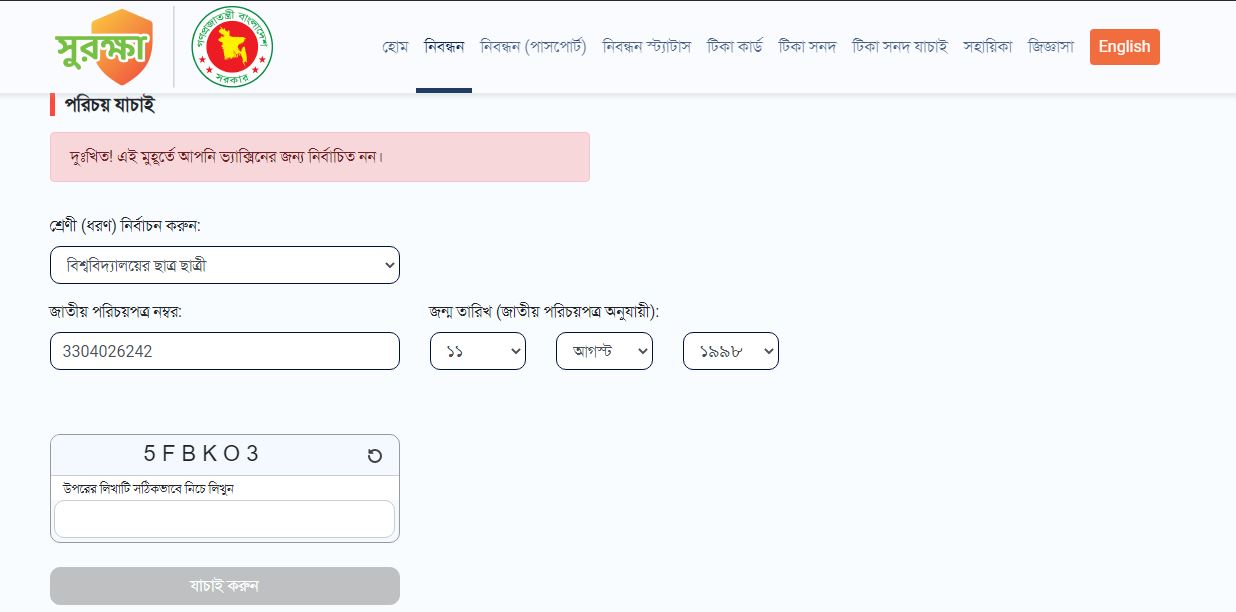 সুরক্ষা
গণপ্রজাতন্ত্রী বাংলাদেশ
সরকার
হোম নিবন্ধন নিবন্ধন (পাসপোর্ট) নিবন্ধন স্ট্যাটাস টিকা কার্ড টিকা সনদ টিকা সনদ যাচাই সহায়িকা জিজ্ঞাসা English
পরিচয় যাচাই
দুঃখিত! এই মুহূর্তে আপনি ভ্যাক্সিনের জন্য নির্বাচিত নন।
শ্রেণী (ধরণ) নির্বাচন করুন:
বিশ্ববিদ্যালয়ের ছাত্র ছাত্রী
জাতীয় পরিচয়পত্র নম্বর: জন্ম তারিখ (জাতীয় পরিচয়পত্র অনুযায়ী):
3304026242 ১১ আগস্ট ১৯৯৮
5 F B K O 3
উপরের লিখাটি সঠিকভাবে নিচে লিখুন
যাচাই করুন